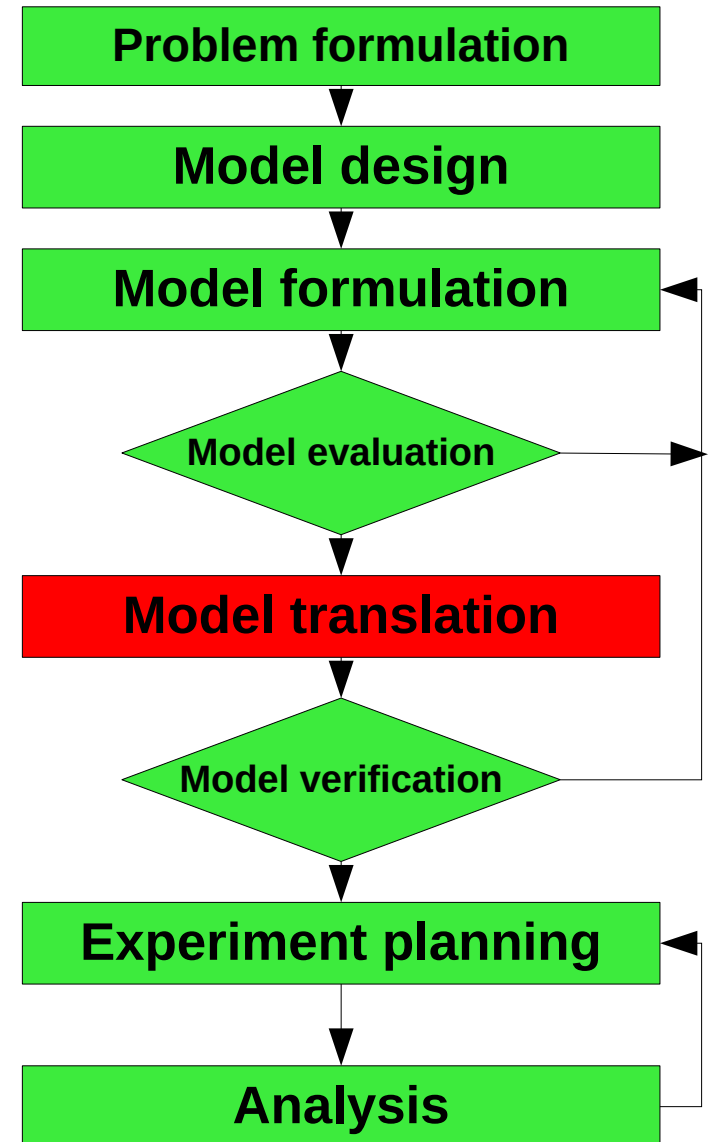 Problem formulation
Model design
Model formulation
Model evaluation
Model translation
Model verification
Experiment planning
Analysis